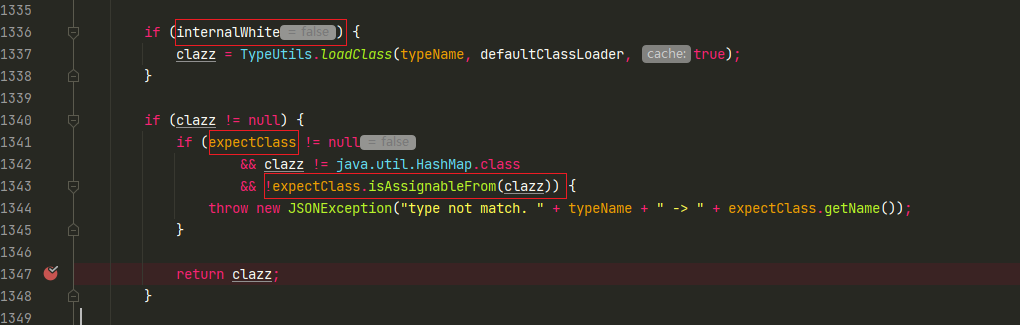 1335
1336 if (internalWhite = false ) {
1337 clazz = TypeUtils.loadClass(typeName, defaultClassLoader, cache: true);
1338 }
1339
1340 if (clazz != null) {
1341 if (expectClass != null = false
1342 && clazz != java.util.HashMap.class
1343 && !expectClass.isAssignableFrom(clazz)) {
1344 throw new JSONException("type not match. " + typeName + " -> " + expectClass.getName());
1345 }
1346
1347 return clazz;
1348 }
1349